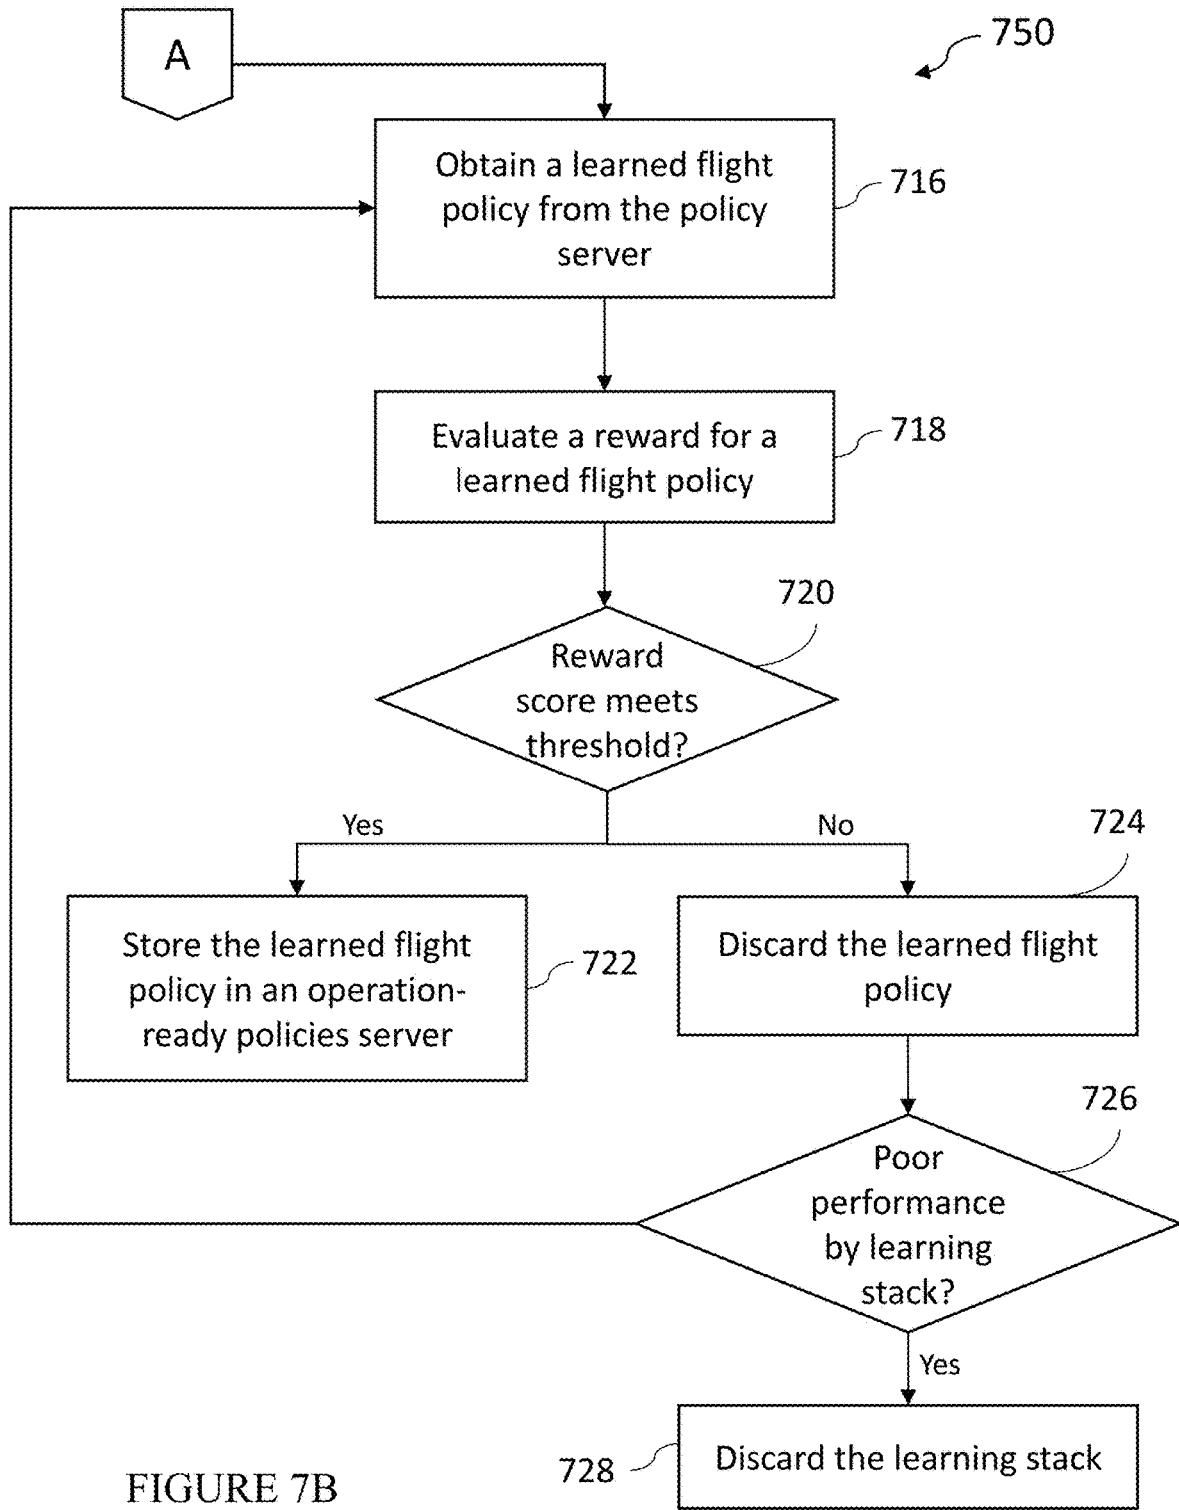 A
750
Obtain a learned flight
policy from the policy
server
716
Evaluate a reward for a
learned flight policy
718
720
Reward
score meets
threshold?
Yes
No
724
Store the learned flight
policy in an operation-
ready policies server
722
Discard the learned flight
policy
726
Poor
performance
by learning
stack?
Yes
728
Discard the learning stack
FIGURE 7B